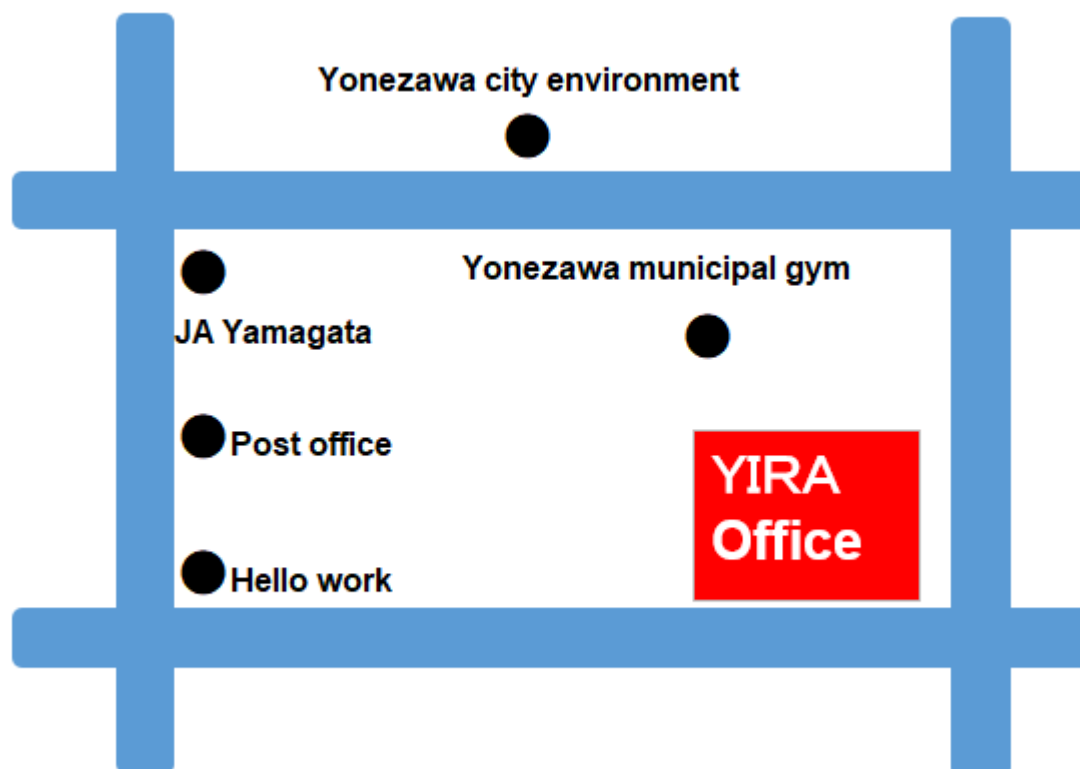 Yonezawa city environment
Yonezawa municipal gym
JA Yamagata
Post office
YIRA
Office
Hello work